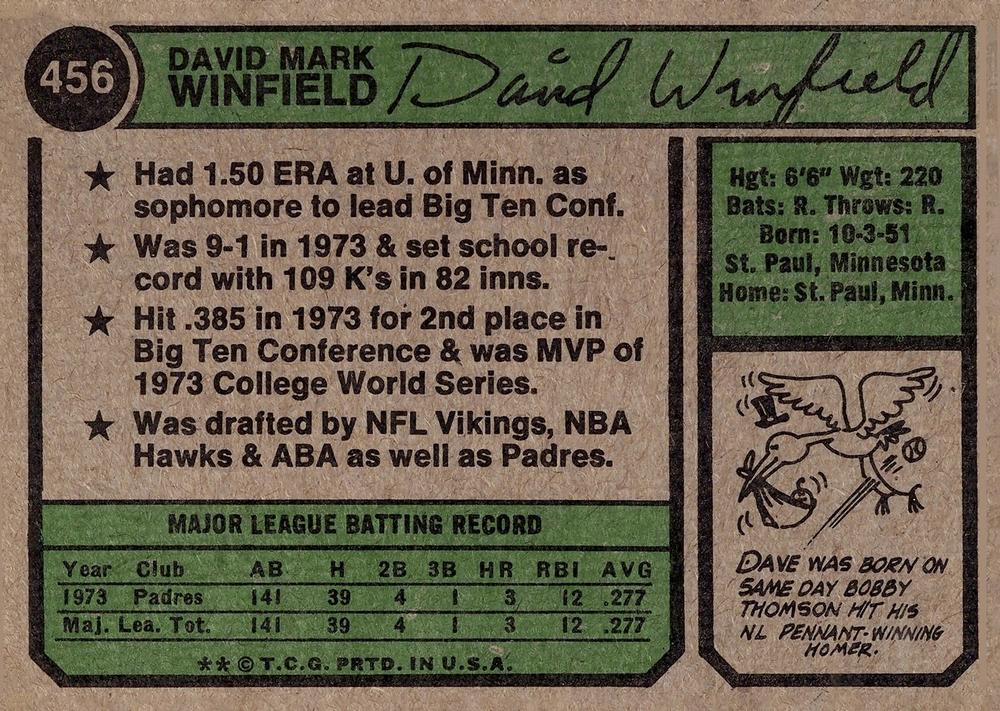 456
DAVID MARK
WINFIELD
David Winfield
★ Had 1.50 ERA at U. of Minn. as
sophomore to lead Big Ten Conf.
★ Was 9-1 in 1973 & set school re-
cord with 109 K's in 82 inns.
★ Hit .385 in 1973 for 2nd place in
Big Ten Conference & was MVP of
1973 College World Series.
★ Was drafted by NFL Vikings, NBA
Hawks & ABA as well as Padres.
MAJOR LEAGUE BATTING RECORD
Year Club AB H 2B 3B HR RBI AVG
1973 Padres 141 39 4 1 3 12 .277
Maj. Lea. Tot. 141 39 4 1 3 12 .277
** © T.C.G. PRTD. IN U.S.A.
Hgt: 6'6" Wgt: 220
Bats: R. Throws: R.
Born: 10-3-51
St. Paul, Minnesota
Home: St. Paul, Minn.
DAVE WAS BORN ON
SAME DAY BOBBY
THOMSON HIT HIS
NL PENNANT-WINNING
HOMER.